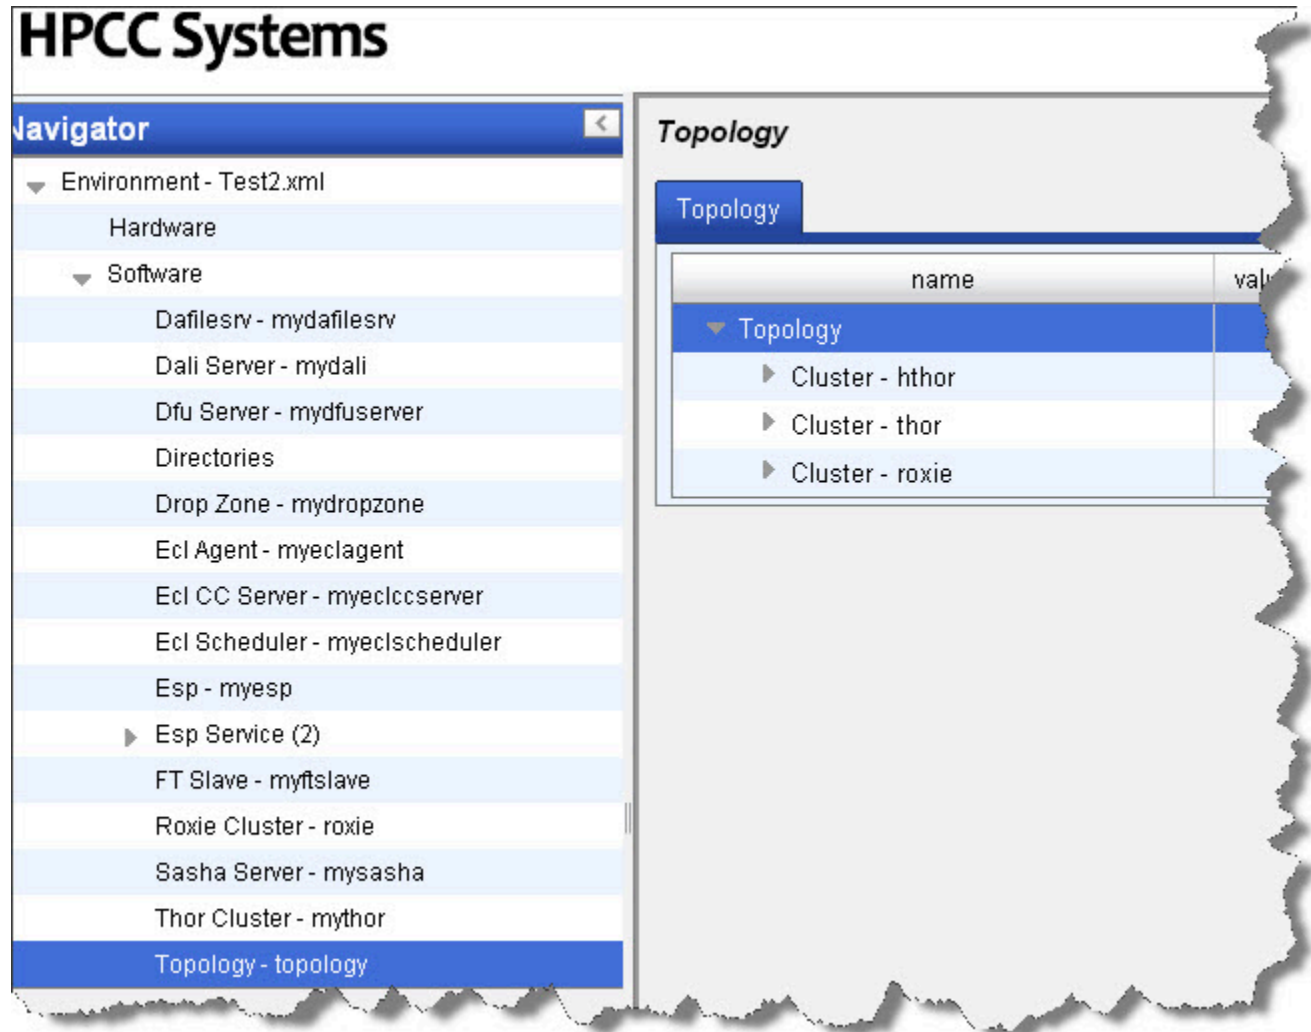 HPCC Systems
Navigator
Environment - Test2.xml
Hardware
Software
Dafilesrv - mydafilesrv
Dali Server - mydali
Dfu Server - mydfuserver
Directories
Drop Zone - mydropzone
Ecl Agent - myeclagent
Ecl CC Server - myeclccserver
Ecl Scheduler - myeclscheduler
Esp - myesp
Esp Service (2)
FT Slave - myftslave
Roxie Cluster - roxie
Sasha Server - mysasha
Thor Cluster - mythor
Topology - topology
Topology
Topology
name
Topology
Cluster - hthor
Cluster - thor
Cluster - roxie